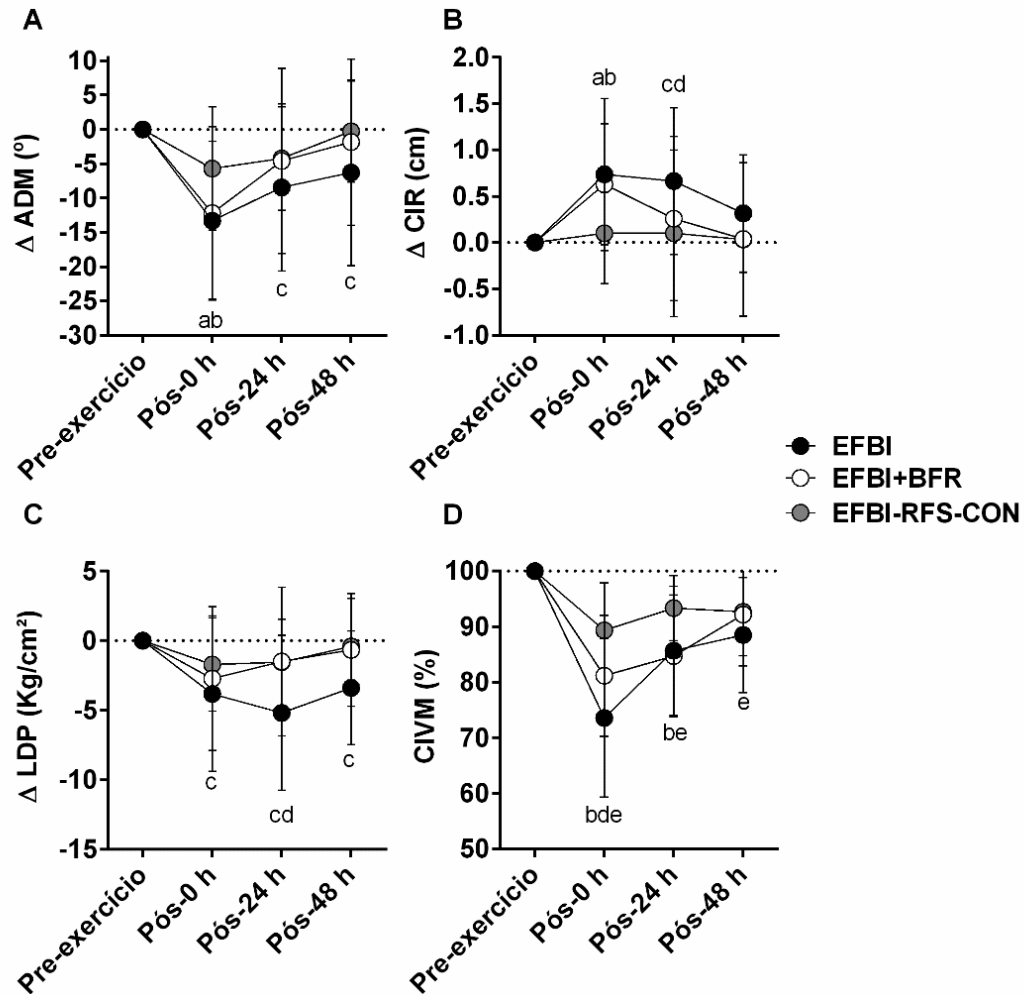 A
Δ ADM (º)
10
5
0
-5
-10
-15
-20
-25
-30
ab
c
c
Pre-exercício
Pós-0 h
Pós-24 h
Pós-48 h
B
Δ CIR (cm)
2.0
1.5
1.0
0.5
0.0
-0.5
-1.0
ab
cd
Pre-exercício
Pós-0 h
Pós-24 h
Pós-48 h
EFBI
EFBI+BFR
EFBI-RFS-CON
C
Δ LDP (Kg/cm²)
5
0
-5
-10
-15
c
cd
c
Pre-exercício
Pós-0 h
Pós-24 h
Pós-48 h
D
CIVM (%)
100
90
80
70
60
50
bde
be
e
Pre-exercício
Pós-0 h
Pós-24 h
Pós-48 h